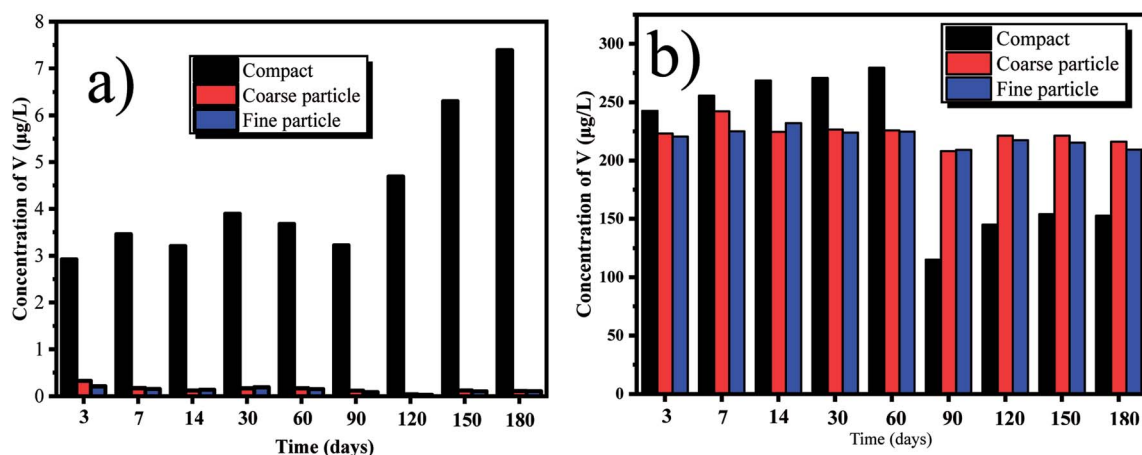 a)
Compact
Coarse particle
Fine particle
Concentration of V (µg/L)
8
7
6
5
4
3
2
1
0
3 7 14 30 60 90 120 150 180
Time (days)
b)
Compact
Coarse particle
Fine particle
Concentration of V (µg/L)
300
250
200
150
100
50
0
3 7 14 30 60 90 120 150 180
Time (days)